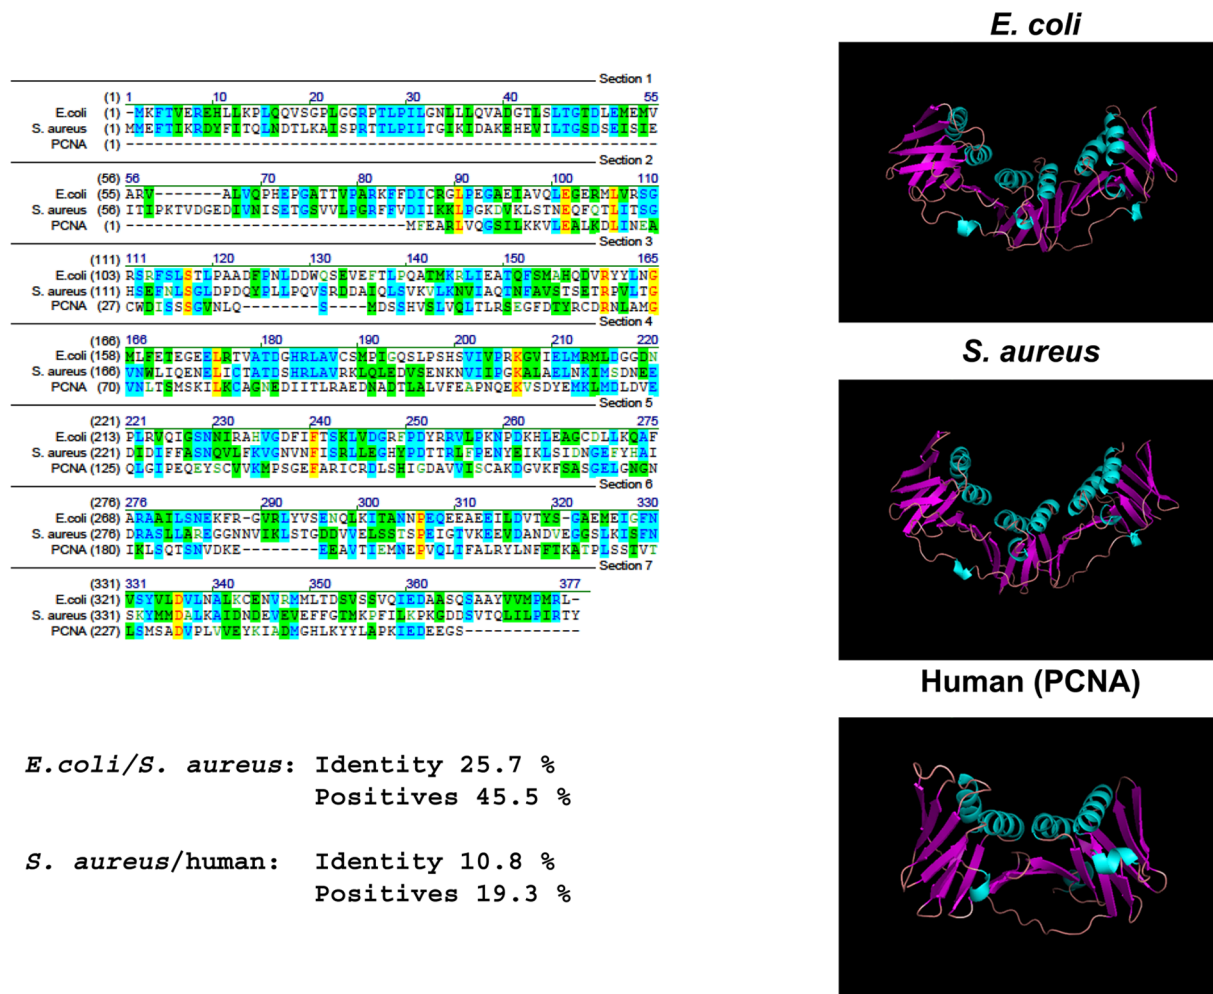 E. coli
Section 1
(1) 1 10 20 30 40 55
E.coli (1) -MKFTVEREHLLKPLQQVSGPLGGRPTLPILGNLLLQVADGTLSLTGTDLEMEMV
S. aureus (1) MMEFTIKRDYFITQLNDTLKAISPRTTLPILTGIKIDAKEHEVILTGSDSEISIE
PCNA (1) -------------------------------------------------------
Section 2
(56) 56 70 80 90 100 110
E.coli (55) ARV-------ALVQPHEPGATTVPARKFFDICRGLPEGAEIAVQLEGERMLVRSG
S. aureus (56) ITIPKTVDGEDIVNISETGSVVLPGRFFVDIIKKLPGKDVKLSTNEQFQTLITSG
PCNA (1) -----------------------------MFEARLVQGSILKKVLEALKDLINEA
Section 3
(111) 111 120 130 140 150 165
E.coli (103) RSRFSLSTLPAADFPNLDDWQSEVEFTLPQATMKRLIEATQFSMAHQDVRYYLNG
S. aureus (111) HSEFNLSGLDPDQYPLLPQVSRDDAIQLSVKVLKNVIAQTNFAVSTSETRPVLTG
PCNA (27) CWDISSSGVNLQ--------S----MDSSHVSLVQLTLRSEGFDTYRCDRNLAMG
Section 4
(166) 166 180 190 200 210 220
E.coli (158) MLFETEGEELRTVATDGHRLAVCSMPIGQSLPSHSVIVPRKGVIELMRMLDGGDN
S. aureus (166) VNWLIQENELICTATDSHRLAVRKLQLEDVSENKNVIIPGKALAELNKIMSDNEE
PCNA (70) VNLTSMSKILKCAGNEDIITLRAEDNADTLALVFEAPNQEKVSDYEMKLMDLDVE
Section 5
(221) 221 230 240 250 260 275
E.coli (213) PLRVQIGSNNIRAHVGDFIFTSKLVDGRFPDYRRVLPKNPDKHLEAGCDLLKQAF
S. aureus (221) DIDIFFASNQVLFKVGNVNFISRLLEGHYPDTTRLFPENYEIKLSIDNGEFYHAI
PCNA (125) QLGIPEQEYSCVVKMPSGEFARICRDLSHIGDAVVISCAKDGVKFSASGELGNGN
Section 6
(276) 276 290 300 310 320 330
E.coli (268) ARAAILSNEKFR-GVRLYVSENQLKITANNPEQEEAEEILDVTYS-GAEMEIGFN
S. aureus (276) DRASLLAREGGNNVIKLSTGDDVVELSSTSPEIGTVKEEVDANDVEGGSLKISFN
PCNA (180) IKLSQTSNVDKE--------EEAVTIEMNEPVQLTFALRYLNFFTKATPLSSTVT
Section 7
(331) 331 340 350 360 377
E.coli (321) VSYVLDVLNALKCENVRMMLTDSVSSVQIEDAASQSAAYVVMPMRL-
S. aureus (331) SKYMMDALKAIDNDEVEVEFFGTMKPFILKPKGDDSVTQLILPIRTY
PCNA (227) LSMSADVPLVVEYKIADMGHLKYYLAPKIEDEEGS------------
S. aureus
Human (PCNA)
E.coli/S. aureus: Identity 25.7 %
Positives 45.5 %
S. aureus/human: Identity 10.8 %
Positives 19.3 %